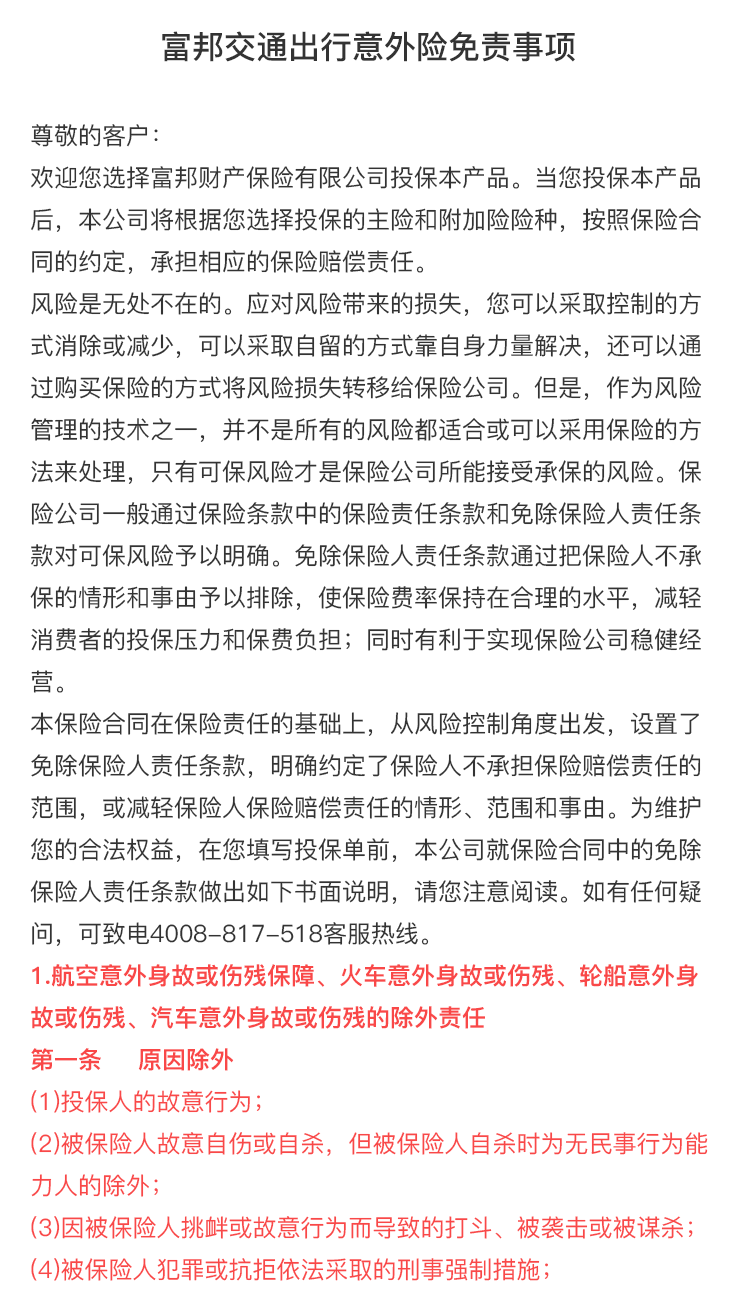 富邦交通出行意外险免责事项
尊敬的客户：
欢迎您选择富邦财产保险有限公司投保本产品。当您投保本产品
后，本公司将根据您选择投保的主险和附加险险种，按照保险合
同的约定，承担相应的保险赔偿责任。
风险是无处不在的。应对风险带来的损失，您可以采取控制的方
式消除或减少，可以采取自留的方式靠自身力量解决，还可以通
过购买保险的方式将风险损失转移给保险公司。但是，作为风险
管理的技术之一，并不是所有的风险都适合或可以采用保险的方
法来处理，只有可保风险才是保险公司所能接受承保的风险。保
险公司一般通过保险条款中的保险责任条款和免除保险人责任条
款对可保风险予以明确。免除保险人责任条款通过把保险人不承
保的情形和事由予以排除，使保险费率保持在合理的水平，减轻
消费者的投保压力和保费负担；同时有利于实现保险公司稳健经
营。
本保险合同在保险责任的基础上，从风险控制角度出发，设置了
免除保险人责任条款，明确约定了保险人不承担保险赔偿责任的
范围，或减轻保险人保险赔偿责任的情形、范围和事由。为维护
您的合法权益，在您填写投保单前，本公司就保险合同中的免除
保险人责任条款做出如下书面说明，请您注意阅读。如有任何疑
问，可致电4008-817-518客服热线。
1.航空意外身故或伤残保障、火车意外身故或伤残、轮船意外身
故或伤残、汽车意外身故或伤残的除外责任
第一条 原因除外
(1)投保人的故意行为；
(2)被保险人故意自伤或自杀，但被保险人自杀时为无民事行为能
力人的除外；
(3)因被保险人挑衅或故意行为而导致的打斗、被袭击或被谋杀；
(4)被保险人犯罪或抗拒依法采取的刑事强制措施；